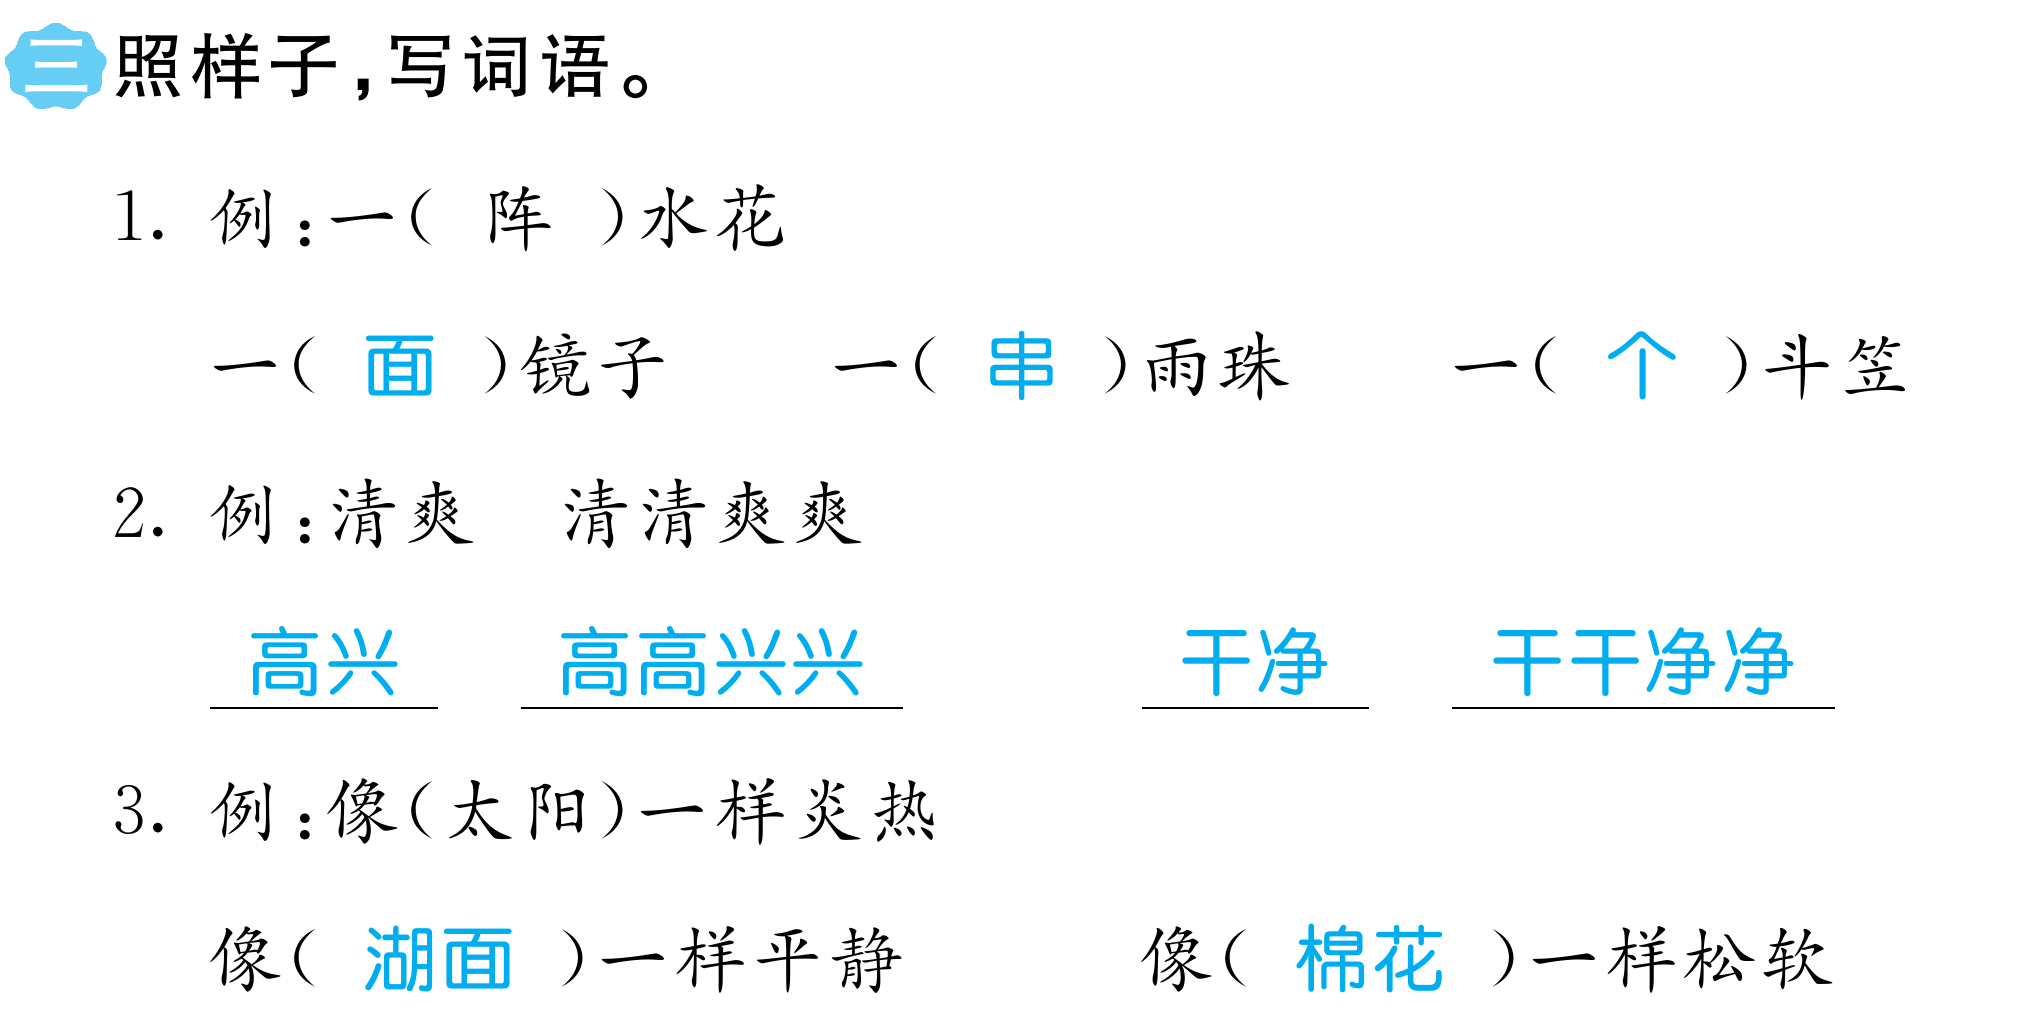 三 照样子，写词语。
1. 例：一（ 阵 ）水花
一（ 面 ）镜子 一（ 串 ）雨珠 一（ 个 ）斗笠
2. 例：清爽 清清爽爽
高兴 高高兴兴 干净 干干净净
3. 例：像（太阳）一样炎热
像（ 湖面 ）一样平静 像（ 棉花 ）一样松软